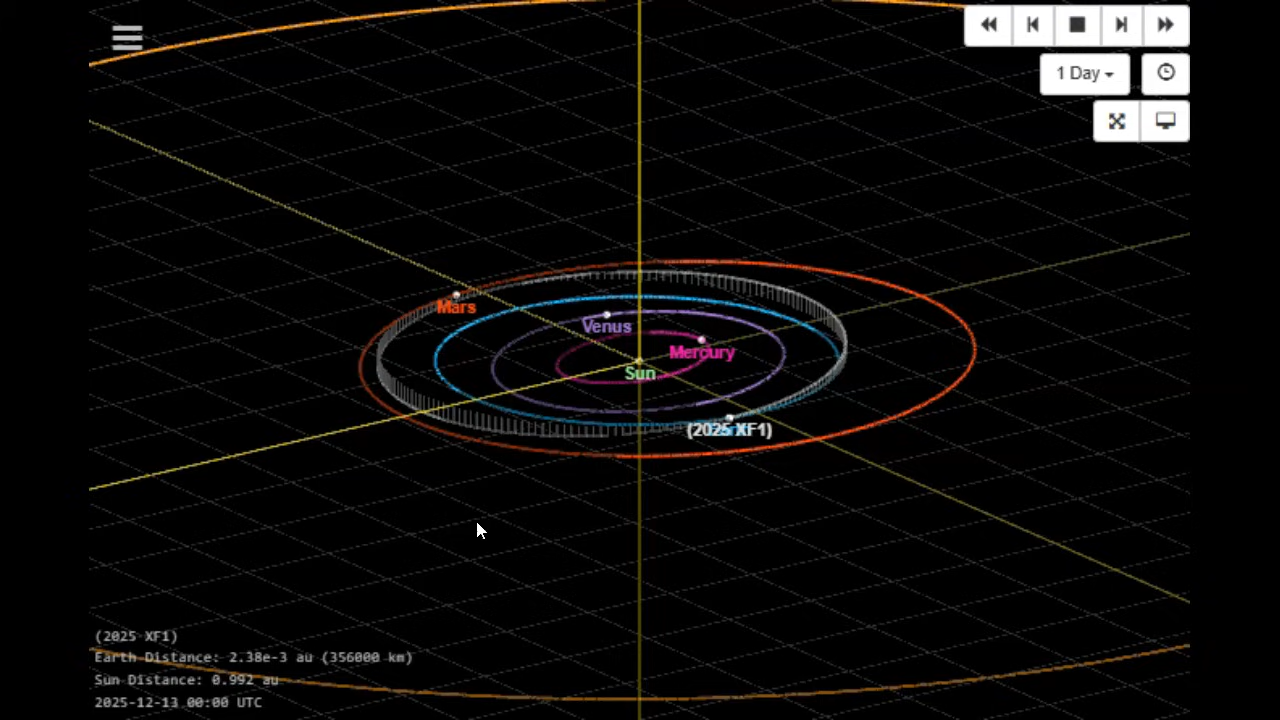 1 Day
Mars
Venus
Mercury
Sun
(2025 XF1)
(2025 XF1)
Earth Distance: 2.38e-3 au (356000 km)
Sun Distance: 0.992 au
2025-12-13 00:00 UTC